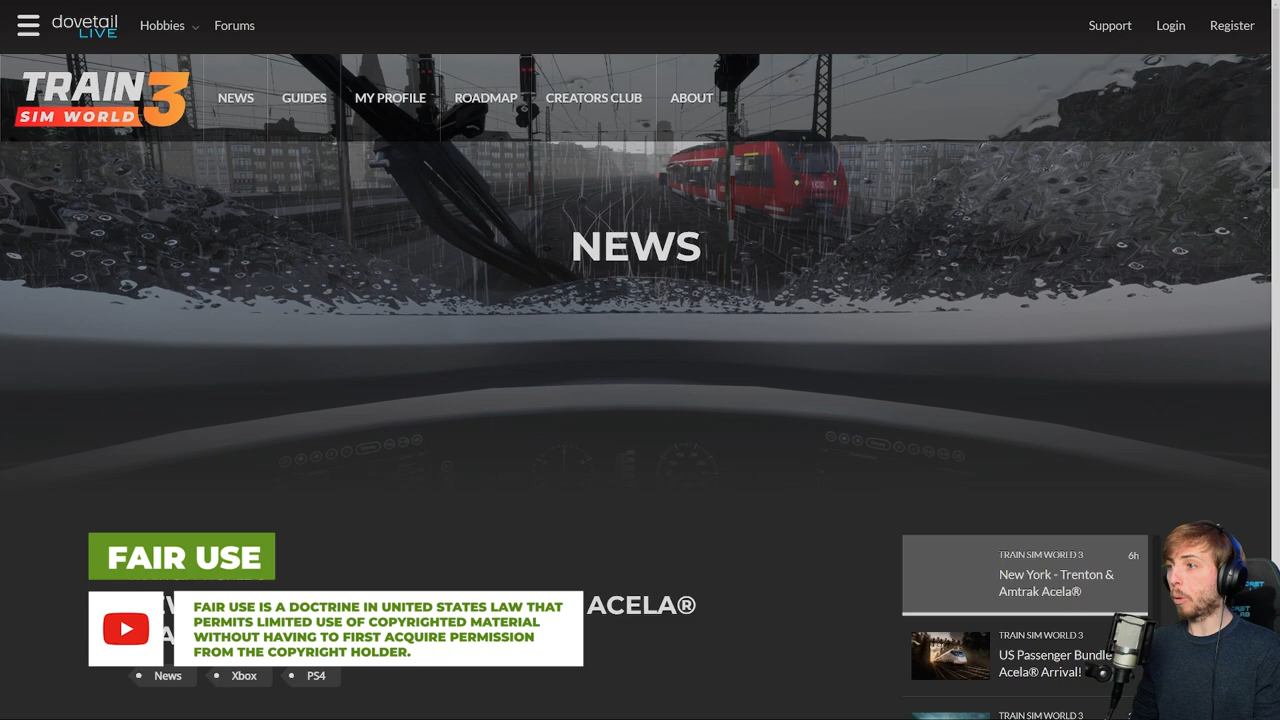 dovetail
LIVE
Hobbies
Forums
Support
Login
Register
TRAIN 3
SIM WORLD
NEWS
GUIDES
MY PROFILE
ROADMAP
CREATORS CLUB
ABOUT
NEWS
FAIR USE
ACELA®
FAIR USE IS A DOCTRINE IN UNITED STATES LAW THAT
PERMITS LIMITED USE OF COPYRIGHTED MATERIAL
WITHOUT HAVING TO FIRST ACQUIRE PERMISSION
FROM THE COPYRIGHT HOLDER.
News
Xbox
PS4
TRAIN SIM WORLD 3
6h
New York - Trenton &
Amtrak Acela®
TRAIN SIM WORLD 3
US Passenger Bundle
Acela® Arrival!
TRAIN SIM WORLD 3